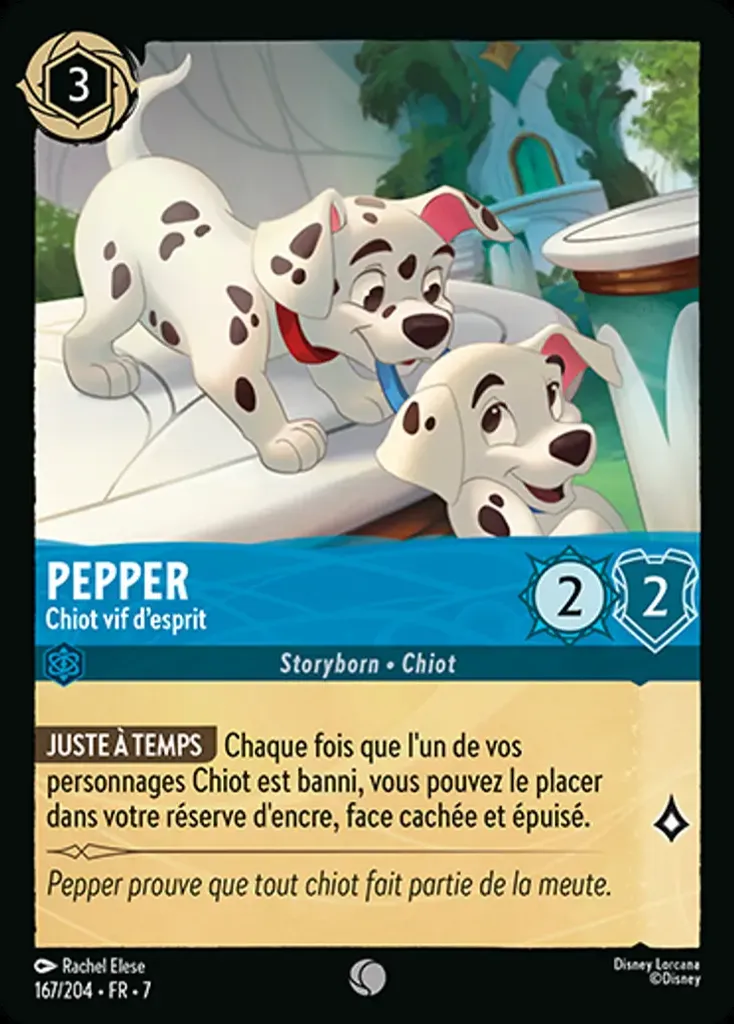 3
PEPPER
Chiot vif d'esprit
2
2
Storyborn • Chiot
JUSTE À TEMPS Chaque fois que l'un de vos
personnages Chiot est banni, vous pouvez le placer
dans votre réserve d'encre, face cachée et épuisé.
Pepper prouve que tout chiot fait partie de la meute.
Rachel Elese
167/204 • FR • 7
Disney Lorcana
©Disney